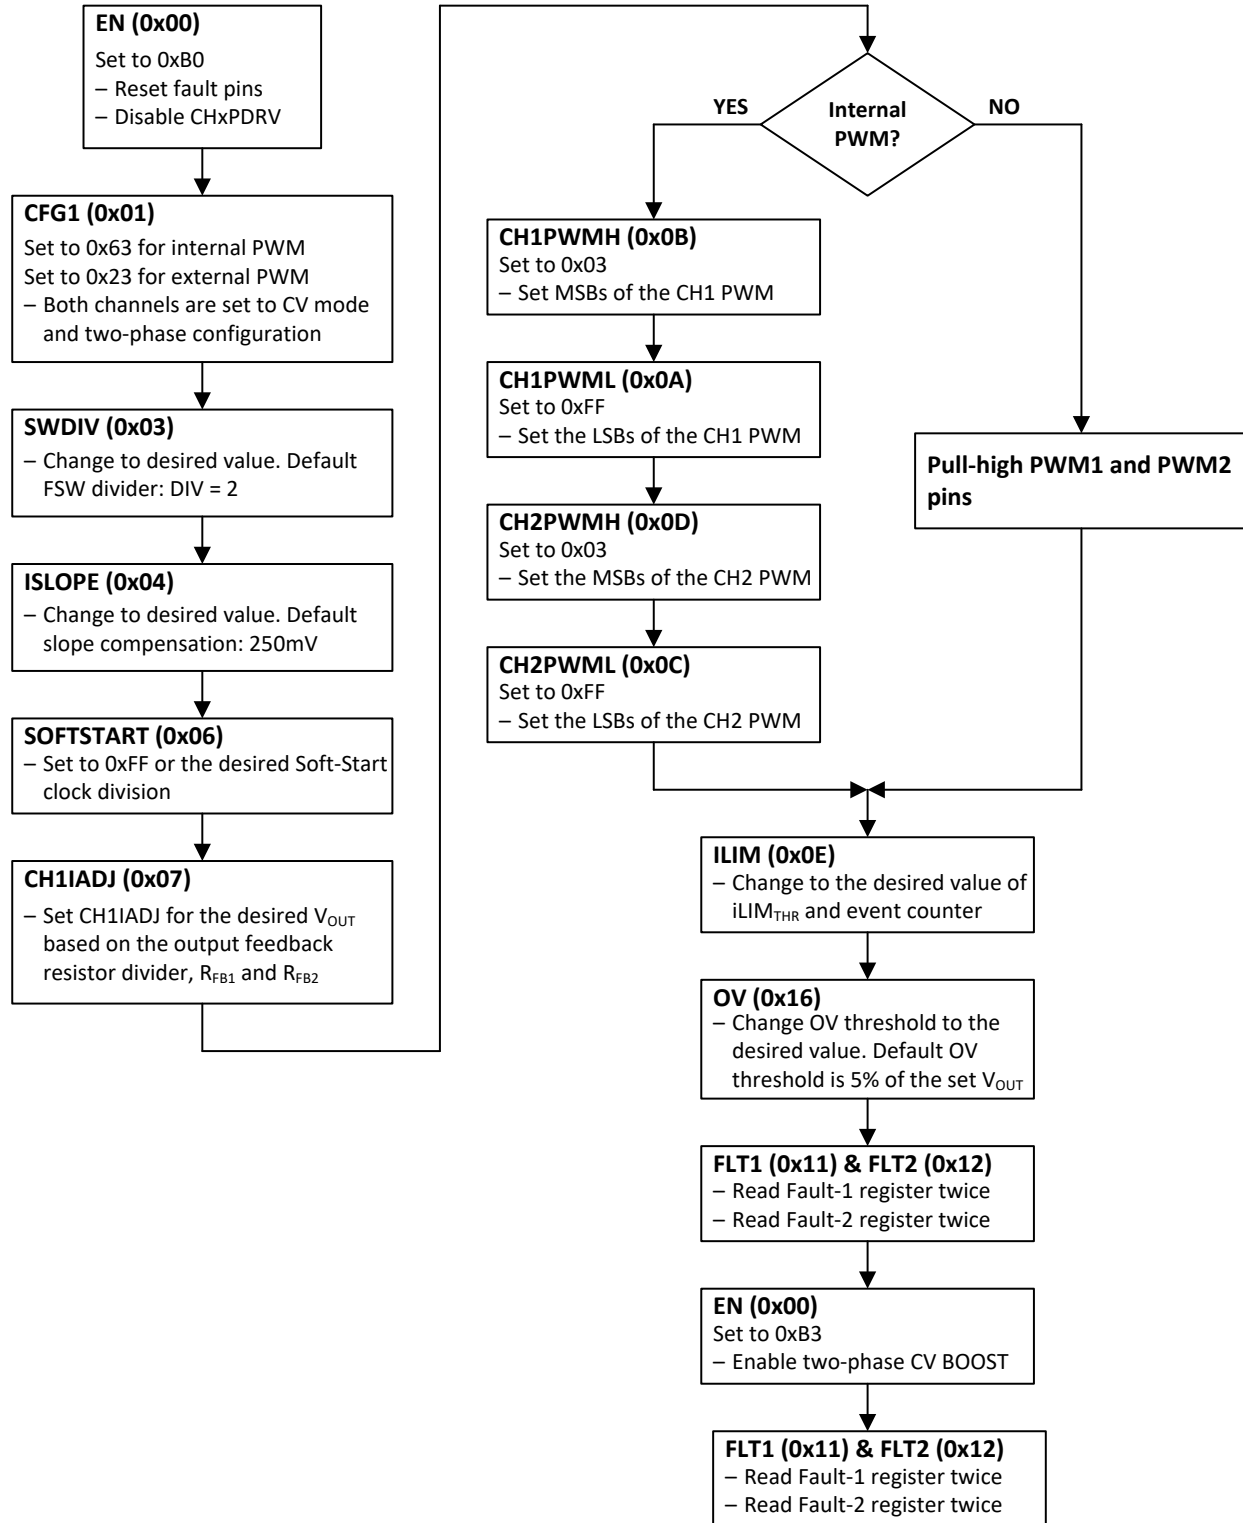 EN (0x00)
Set to 0xB0
– Reset fault pins
– Disable CHxPDRV
CFG1 (0x01)
Set to 0x63 for internal PWM
Set to 0x23 for external PWM
– Both channels are set to CV mode
and two-phase configuration
SWDIV (0x03)
– Change to desired value. Default
FSW divider: DIV = 2
ISLOPE (0x04)
– Change to desired value. Default
slope compensation: 250mV
SOFTSTART (0x06)
– Set to 0xFF or the desired Soft-Start
clock division
CH1IADJ (0x07)
– Set CH1IADJ for the desired VOUT
based on the output feedback
resistor divider, RFB1 and RFB2
Internal
PWM?
YES
NO
CH1PWMH (0x0B)
Set to 0x03
– Set MSBs of the CH1 PWM
CH1PWML (0x0A)
Set to 0xFF
– Set the LSBs of the CH1 PWM
CH2PWMH (0x0D)
Set to 0x03
– Set the MSBs of the CH2 PWM
CH2PWML (0x0C)
Set to 0xFF
– Set the LSBs of the CH2 PWM
Pull-high PWM1 and PWM2
pins
ILIM (0x0E)
– Change to the desired value of
iLIMTHR and event counter
OV (0x16)
– Change OV threshold to the
desired value. Default OV
threshold is 5% of the set VOUT
FLT1 (0x11) & FLT2 (0x12)
– Read Fault-1 register twice
– Read Fault-2 register twice
EN (0x00)
Set to 0xB3
– Enable two-phase CV BOOST
FLT1 (0x11) & FLT2 (0x12)
– Read Fault-1 register twice
– Read Fault-2 register twice